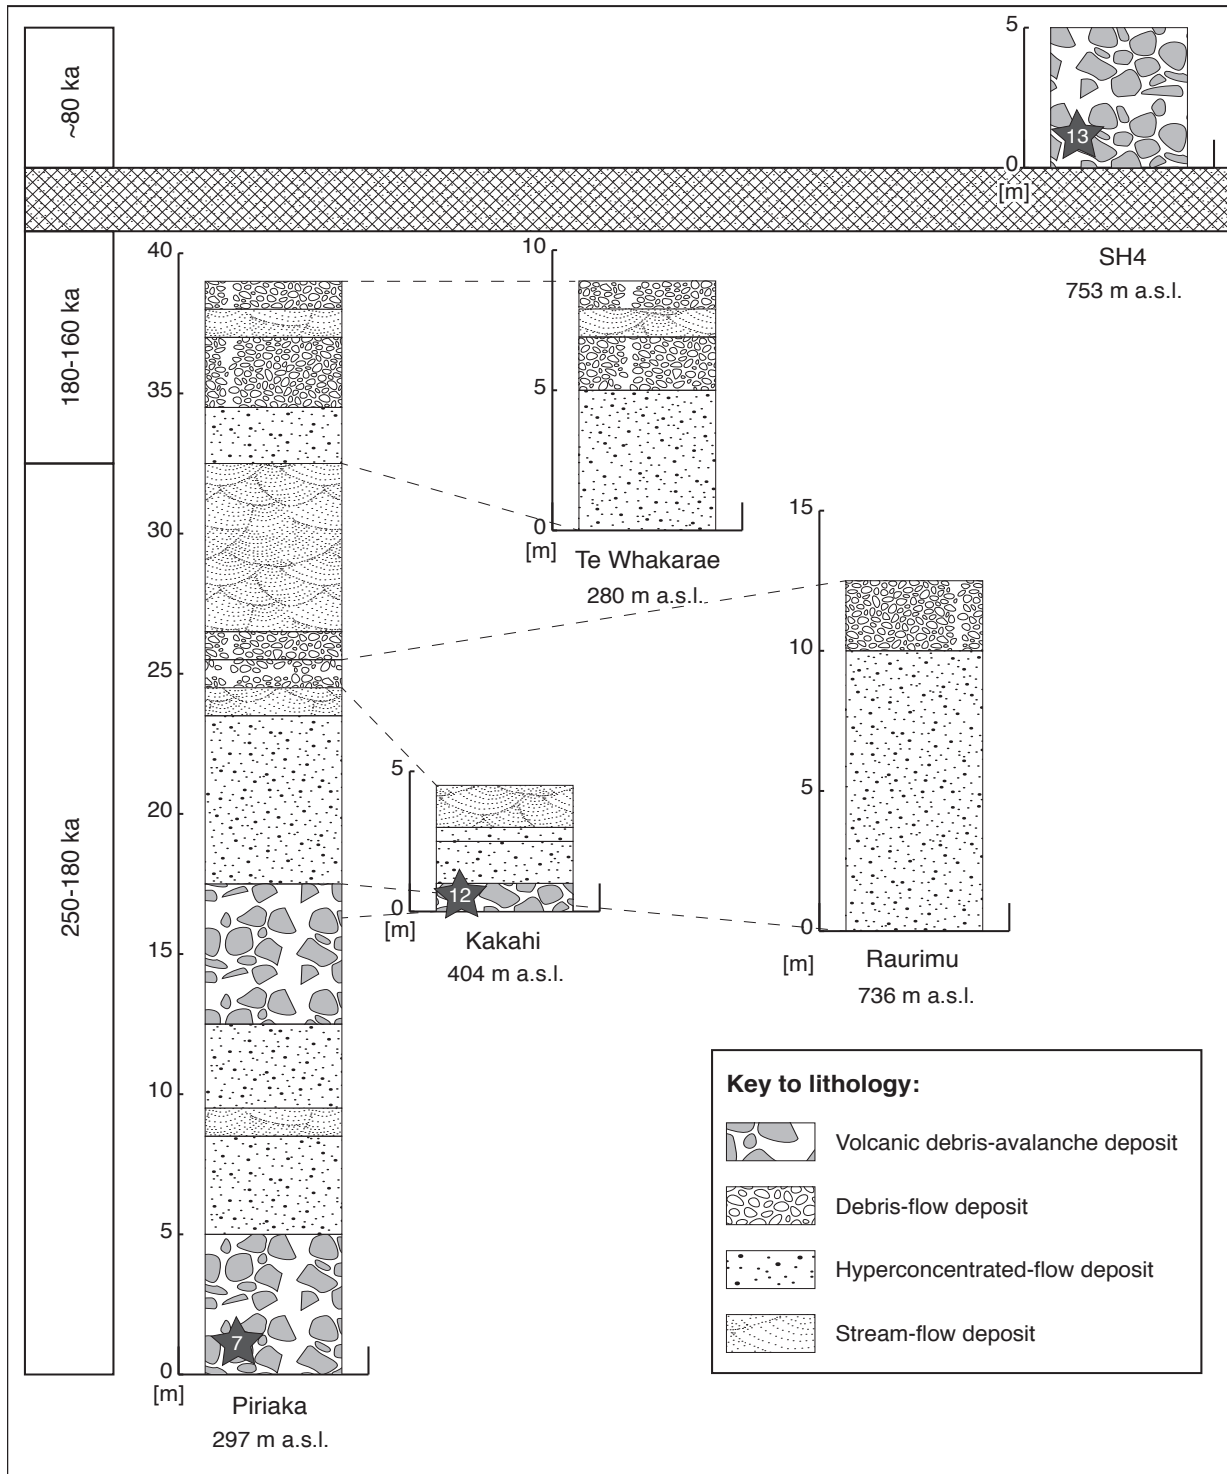 ~80 ka
180-160 ka
250-180 ka
5
13
0
[m]
SH4
753 m a.s.l.
40
35
30
25
20
15
10
5
0
[m]
7
Piriaka
297 m a.s.l.
10
5
0
[m]
Te Whakarae
280 m a.s.l.
5
0
[m]
12
Kakahi
404 m a.s.l.
15
10
5
0
[m]
Raurimu
736 m a.s.l.
Key to lithology:
Volcanic debris-avalanche deposit
Debris-flow deposit
Hyperconcentrated-flow deposit
Stream-flow deposit